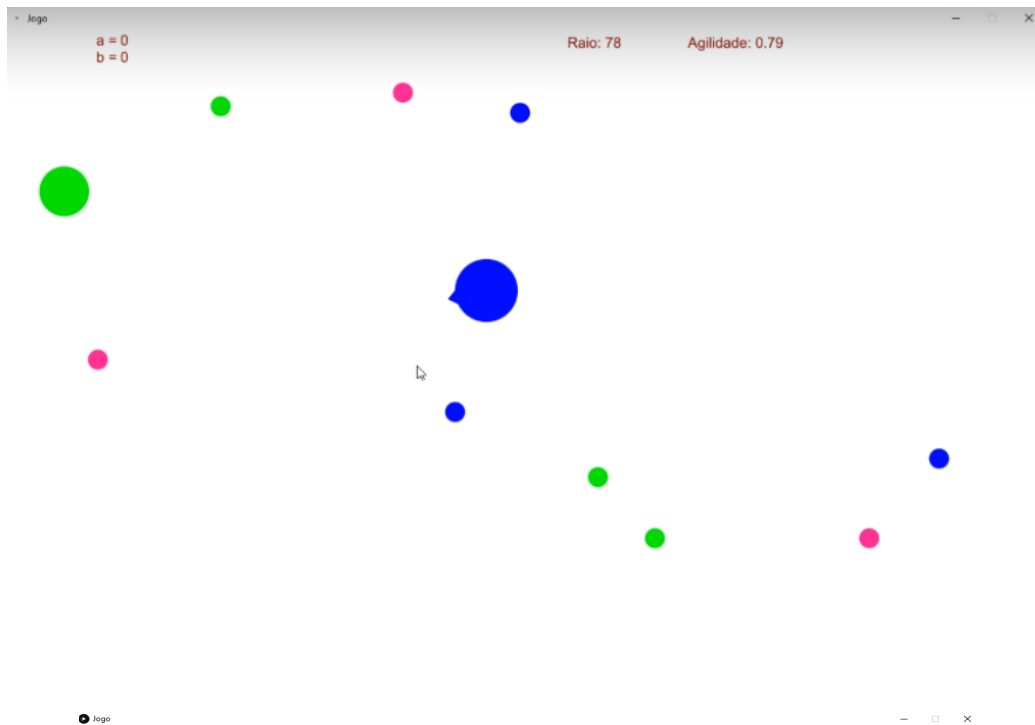 Jogo
a = 0
b = 0
Raio: 78
Agilidade: 0.79
Jogo